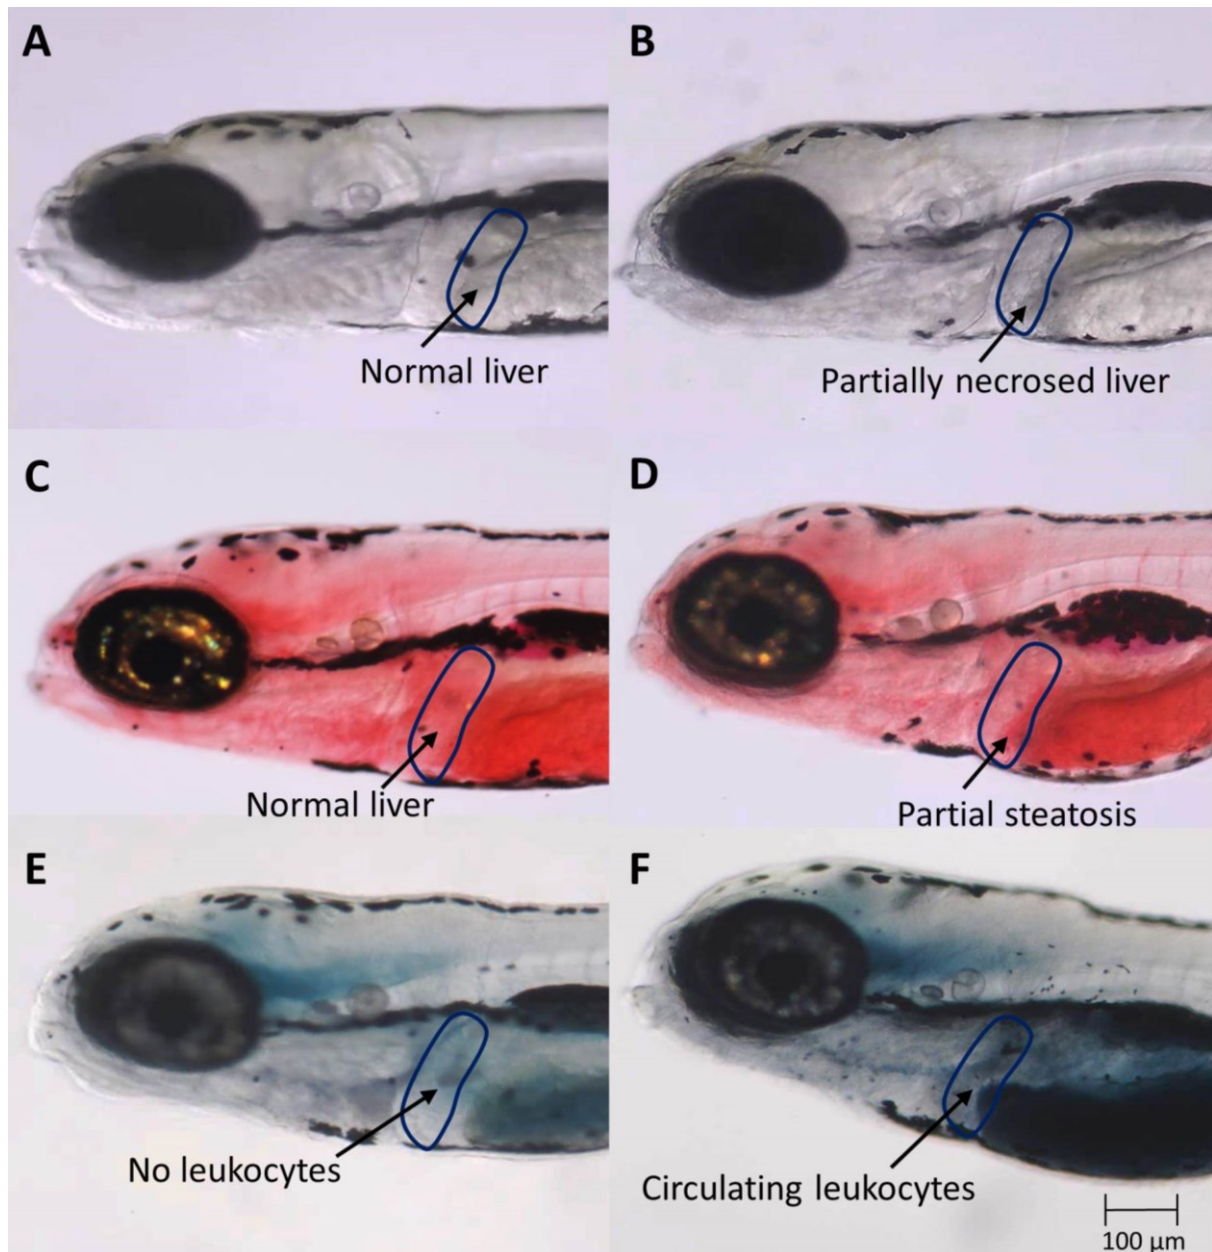 A
B
Normal liver
Partially necrosed liver
C
D
Normal liver
Partial steatosis
E
F
No leukocytes
Circulating leukocytes
100 µm